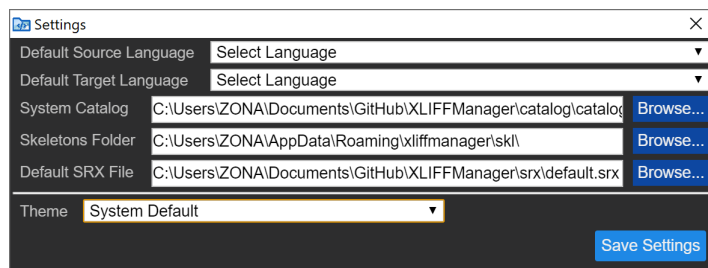 Settings
Default Source Language Select Language
Default Target Language Select Language
System Catalog C:\Users\ZONA\Documents\GitHub\XLIFFManager\catalog\catalog Browse...
Skeletons Folder C:\Users\ZONA\AppData\Roaming\xliffmanager\skl\ Browse...
Default SRX File C:\Users\ZONA\Documents\GitHub\XLIFFManager\srx\default.srx Browse...
Theme System Default
Save Settings